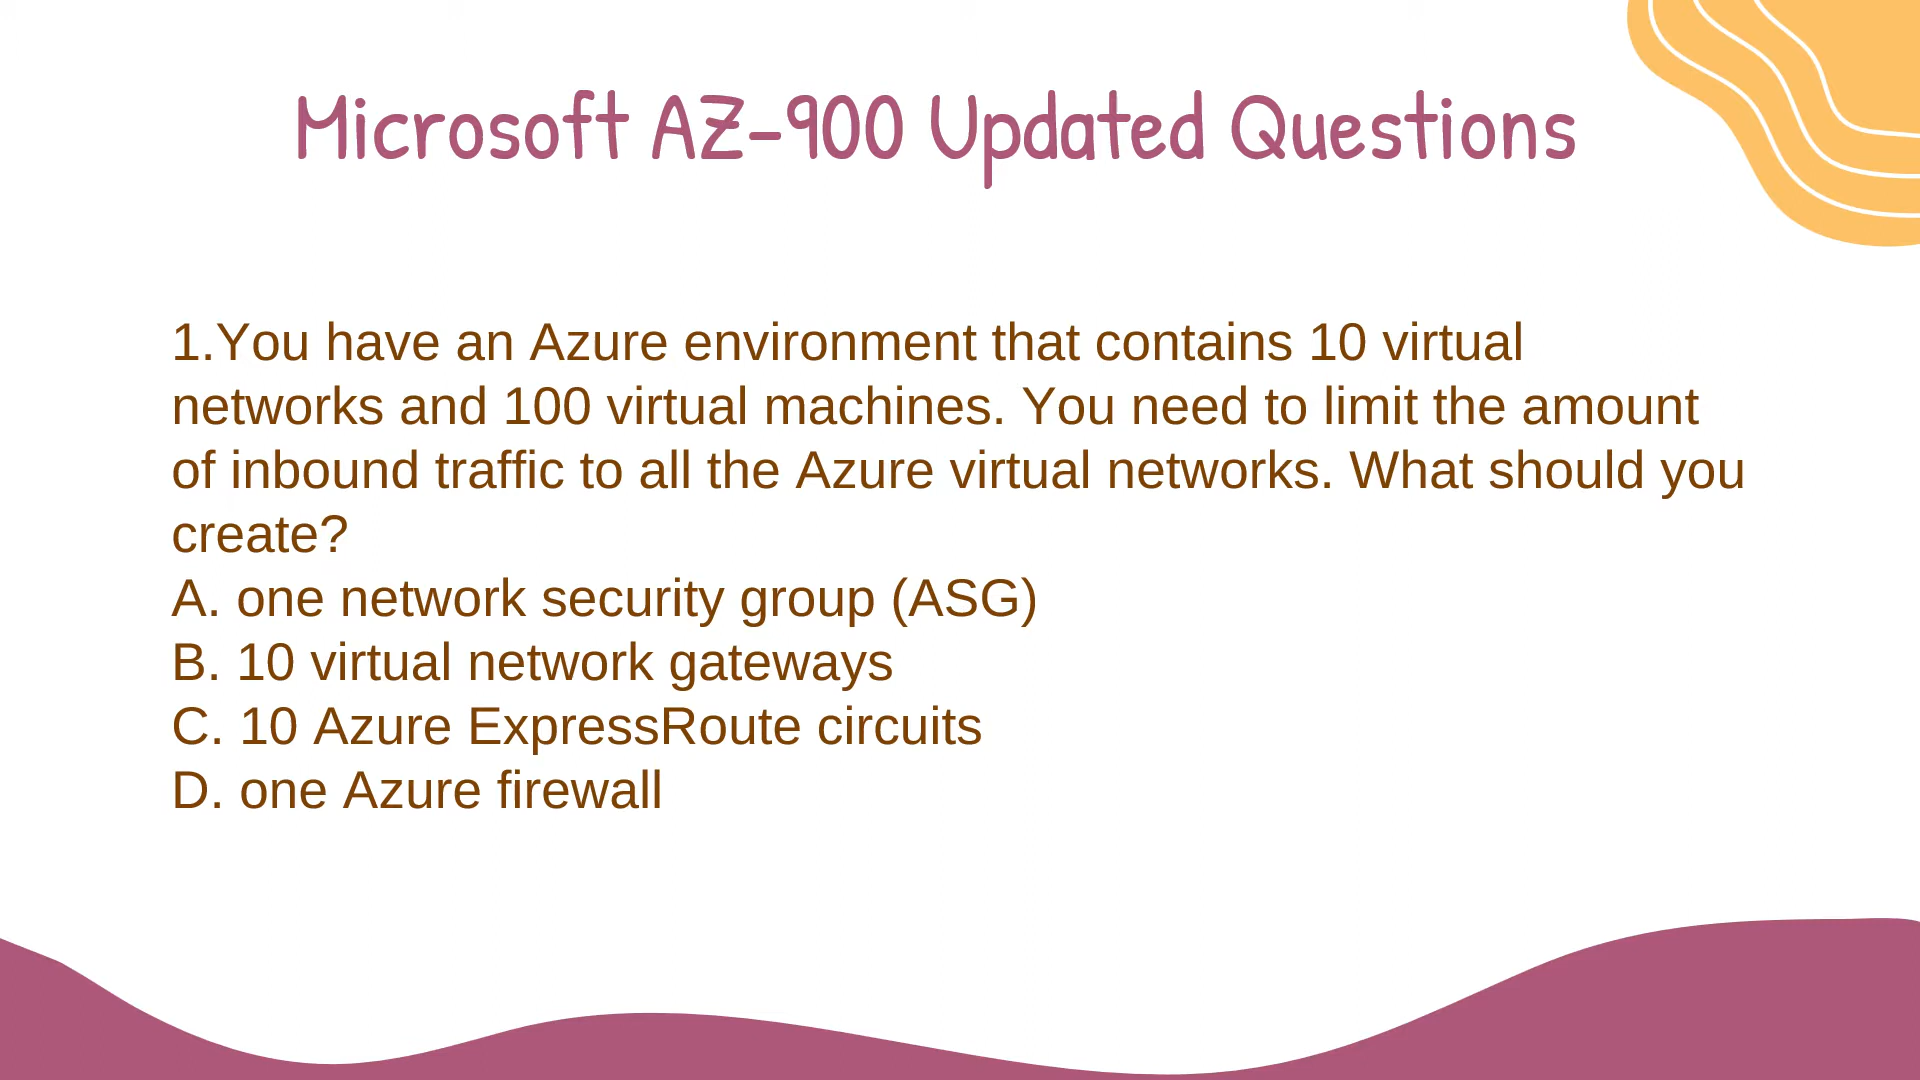 Microsoft AZ-900 Updated Questions
1.You have an Azure environment that contains 10 virtual
networks and 100 virtual machines. You need to limit the amount
of inbound traffic to all the Azure virtual networks. What should you
create?
A. one network security group (ASG)
B. 10 virtual network gateways
C. 10 Azure ExpressRoute circuits
D. one Azure firewall